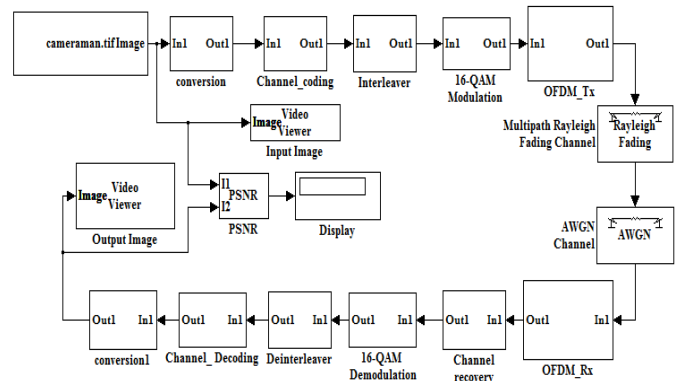 cameraman.tif Image
In1 Out1
conversion
In1 Out1
Channel_coding
In1 Out1
Interleaver
In1 Out1
16-QAM
Modulation
In1 Out1
OFDM_Tx
Image Video
Viewer
Input Image
Multipath Rayleigh
Fading Channel
Rayleigh
Fading
Image Video
Viewer
Output Image
I1
I2
PSNR
PSNR
Display
AWGN
Channel
AWGN
Out1 In1
conversion1
Out1 In1
Channel_Decoding
Out1 In1
Deinterleaver
Out1 In1
16-QAM
Demodulation
Out1 In1
Channel
recovery
Out1 In1
OFDM_Rx